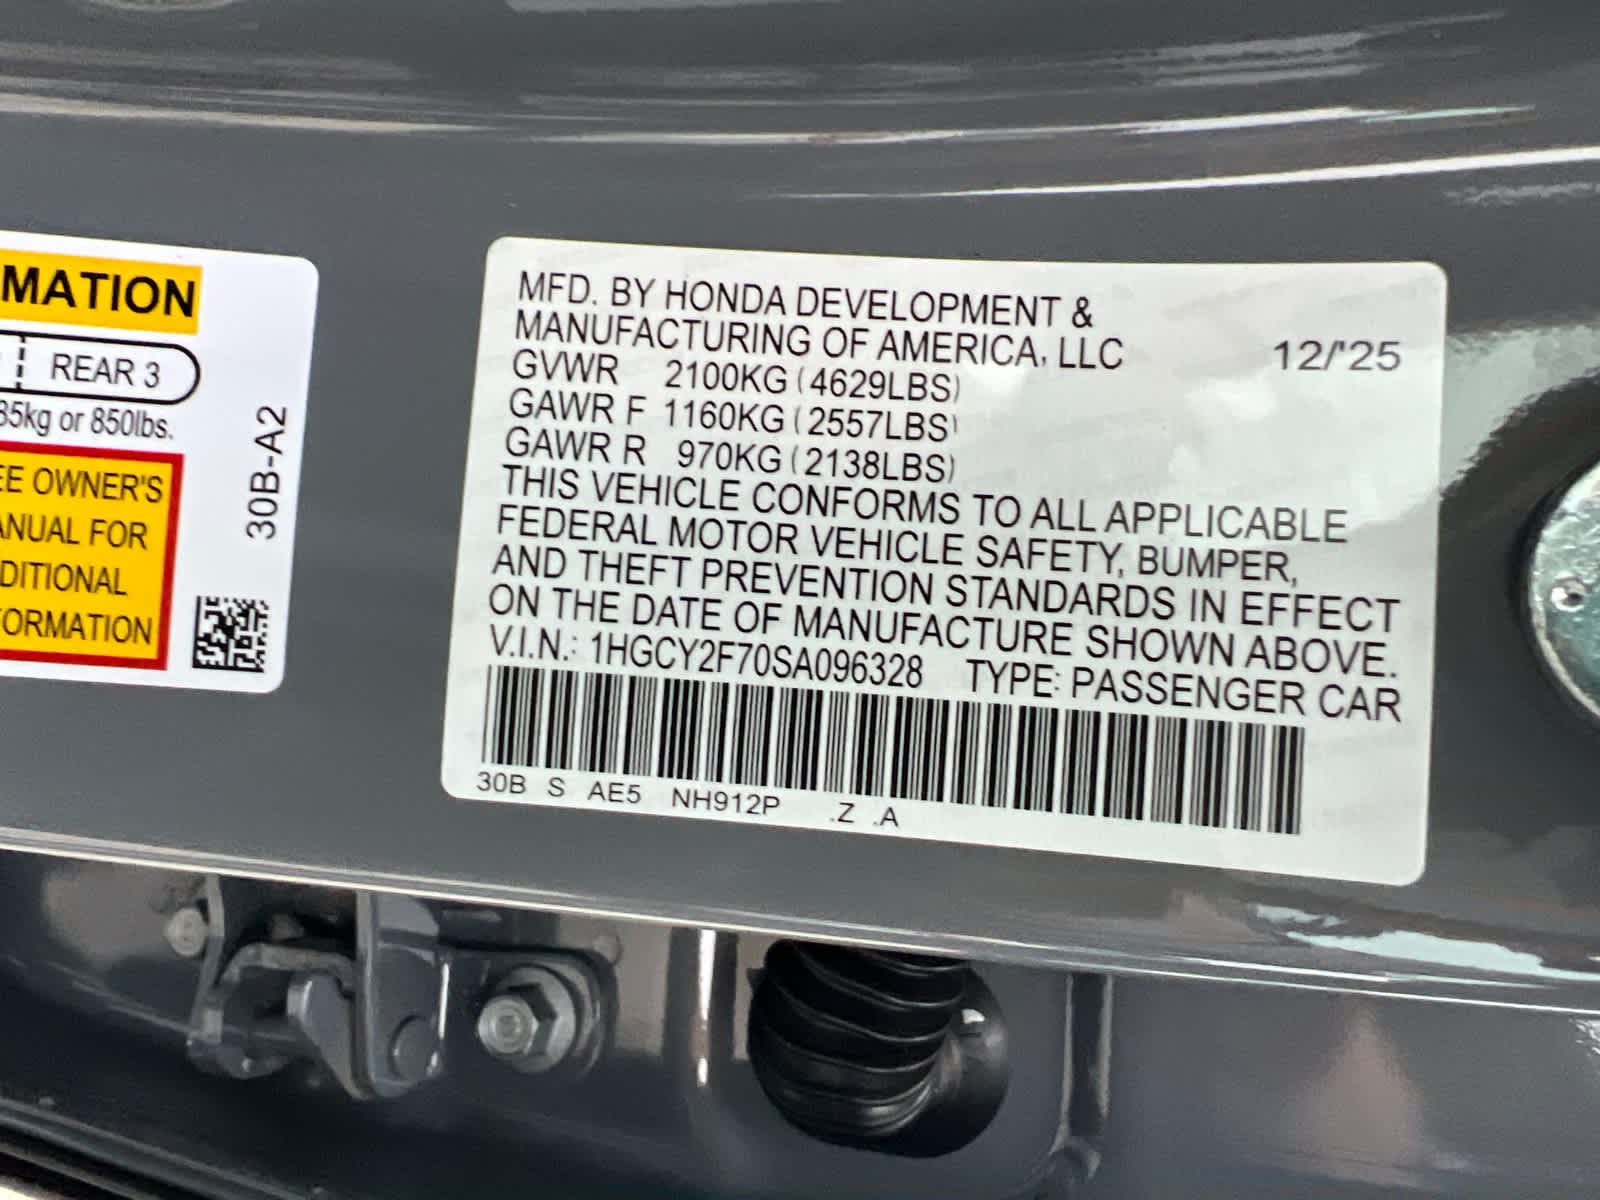 MATION
REAR 3
35kg or 850lbs.
EE OWNER'S
ANUAL FOR
DITIONAL
FORMATION
30B-A2
MFD. BY HONDA DEVELOPMENT &
MANUFACTURING OF AMERICA, LLC 12/'25
GVWR 2100KG (4629LBS)
GAWR F 1160KG (2557LBS)
GAWR R 970KG (2138LBS)
THIS VEHICLE CONFORMS TO ALL APPLICABLE
FEDERAL MOTOR VEHICLE SAFETY, BUMPER,
AND THEFT PREVENTION STANDARDS IN EFFECT
ON THE DATE OF MANUFACTURE SHOWN ABOVE.
V.I.N.: 1HGCY2F70SA096328 TYPE: PASSENGER CAR
30B S AE5 NH912P .Z .A